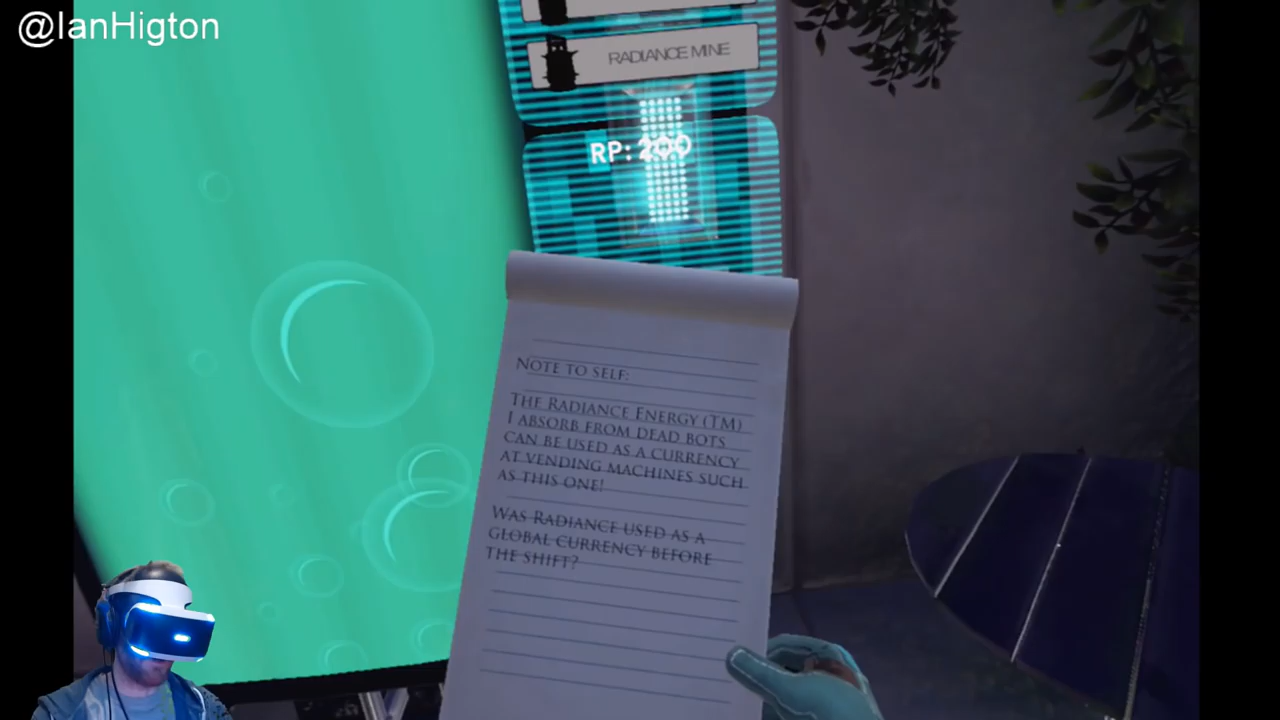 @IanHigton
RADIANCE MINE
RP: 200
NOTE TO SELF:
THE RADIANCE ENERGY (TM)
I ABSORB FROM DEAD BOTS
CAN BE USED AS A CURRENCY
AT VENDING MACHINES SUCH
AS THIS ONE!
WAS RADIANCE USED AS A
GLOBAL CURRENCY BEFORE
THE SHIFT?